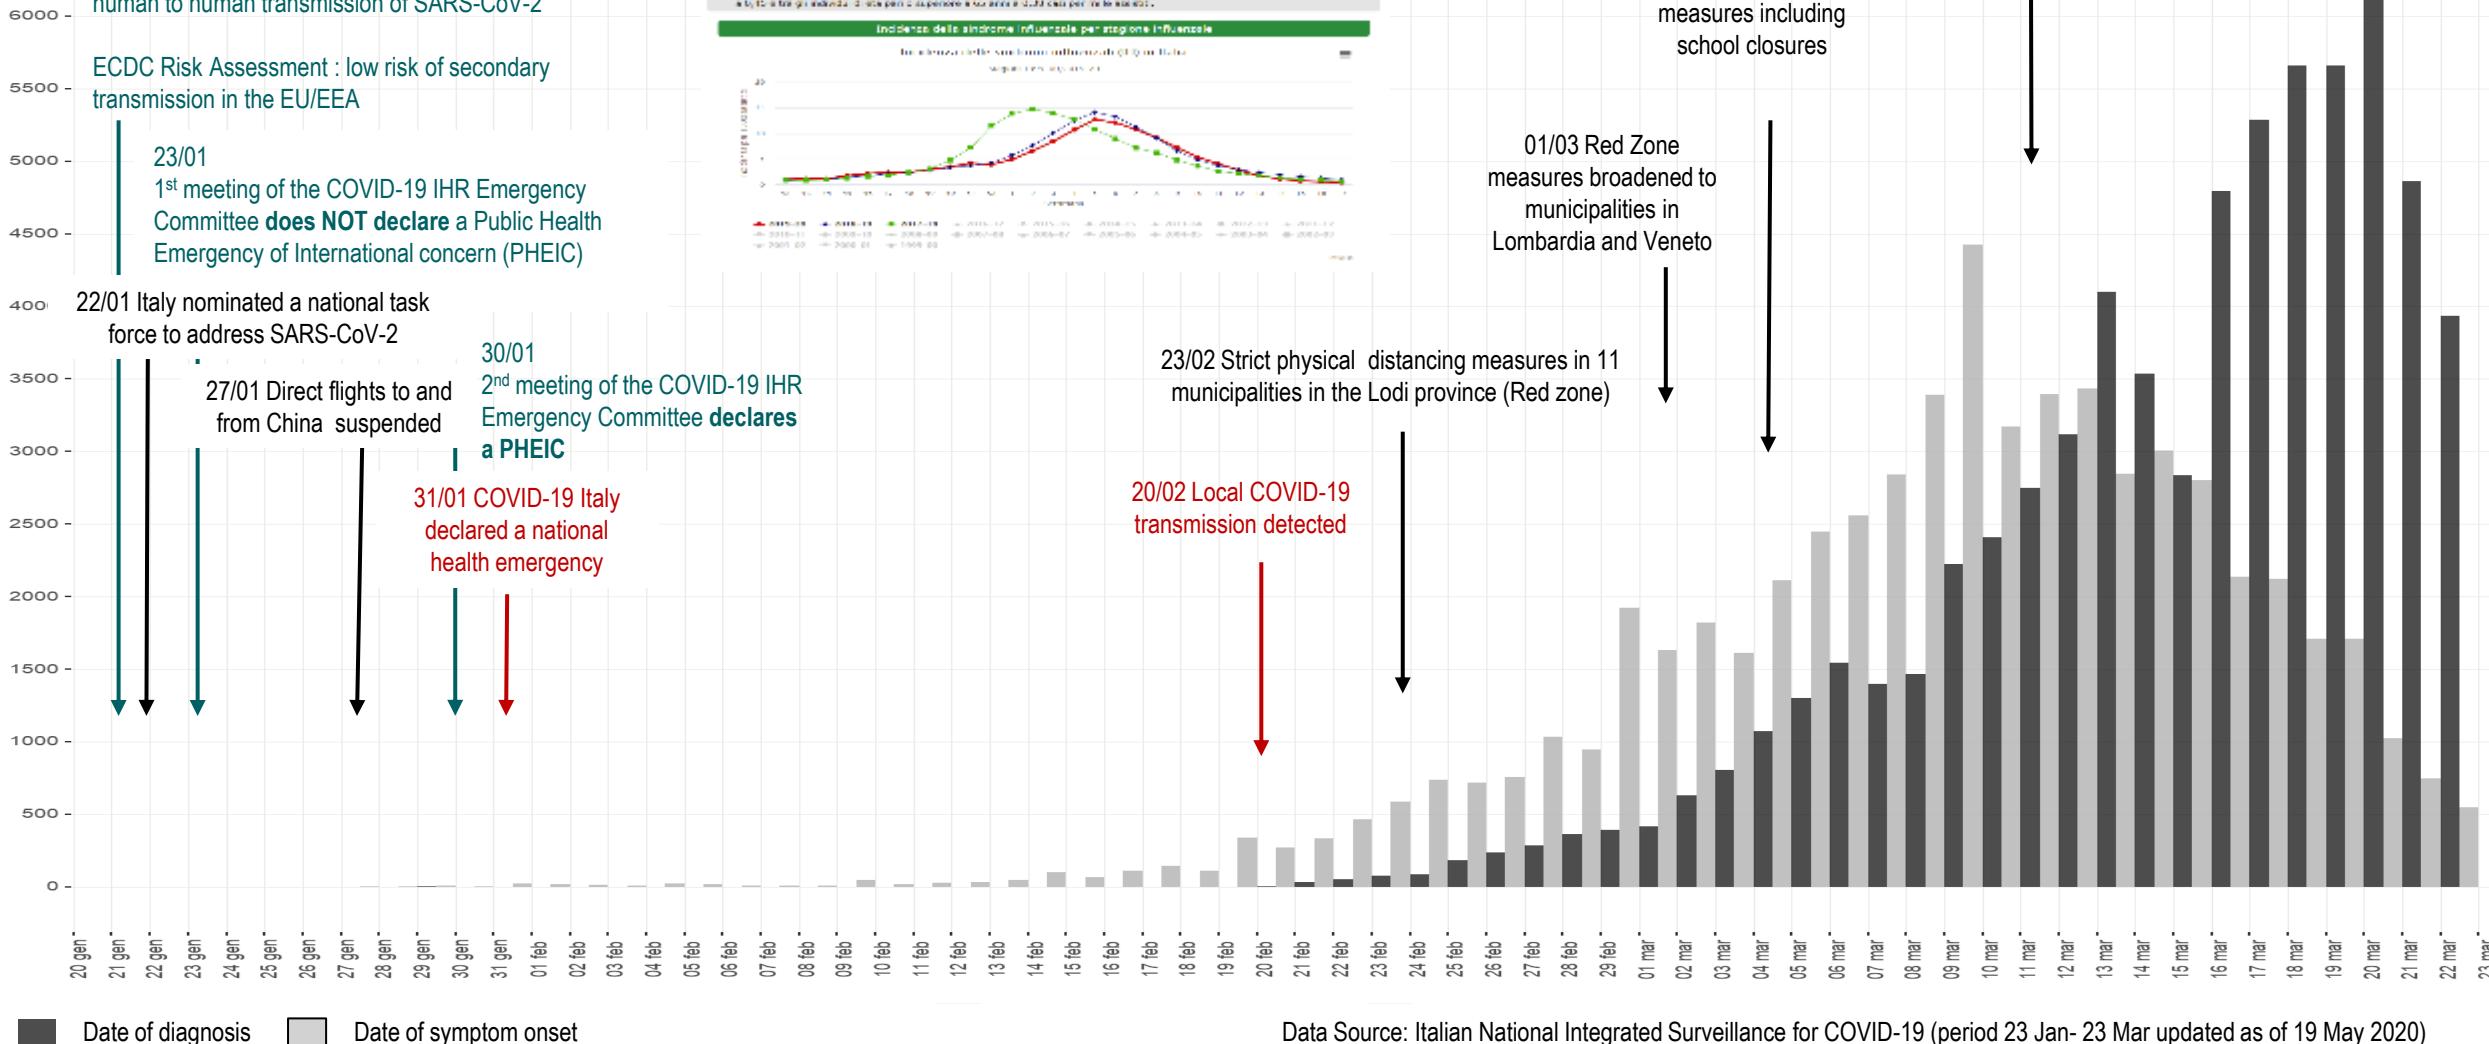 human to human transmission of SARS-CoV-2
ECDC Risk Assessment : low risk of secondary
transmission in the EU/EEA
23/01
1st meeting of the COVID-19 IHR Emergency
Committee does NOT declare a Public Health
Emergency of International concern (PHEIC)
22/01 Italy nominated a national task
force to address SARS-CoV-2
27/01 Direct flights to and
from China suspended
30/01
2nd meeting of the COVID-19 IHR
Emergency Committee declares
a PHEIC
31/01 COVID-19 Italy
declared a national
health emergency
Incidenza della sindrome influenzale per stagione influenzale
20/02 Local COVID-19
transmission detected
23/02 Strict physical distancing measures in 11
municipalities in the Lodi province (Red zone)
01/03 Red Zone
measures broadened to
municipalities in
Lombardia and Veneto
measures including
school closures
6000
5500
5000
4500
400
3500
3000
2500
2000
1500
1000
500
0
20 gen
21 gen
22 gen
23 gen
24 gen
25 gen
26 gen
27 gen
28 gen
29 gen
30 gen
31 gen
01 feb
02 feb
03 feb
04 feb
05 feb
06 feb
07 feb
08 feb
09 feb
10 feb
11 feb
12 feb
13 feb
14 feb
15 feb
16 feb
17 feb
18 feb
19 feb
20 feb
21 feb
22 feb
23 feb
24 feb
25 feb
26 feb
27 feb
28 feb
29 feb
01 mar
02 mar
03 mar
04 mar
05 mar
06 mar
07 mar
08 mar
09 mar
10 mar
11 mar
12 mar
13 mar
14 mar
15 mar
16 mar
17 mar
18 mar
19 mar
20 mar
21 mar
22 mar
23 mar
Date of diagnosis
Date of symptom onset
Data Source: Italian National Integrated Surveillance for COVID-19 (period 23 Jan- 23 Mar updated as of 19 May 2020)